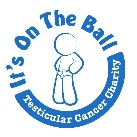 It's On The Ball
Testicular Cancer Charity